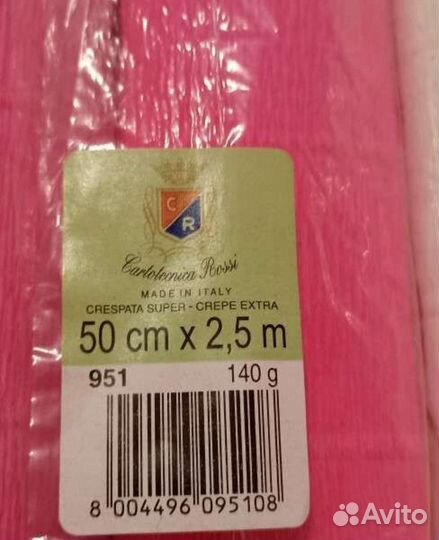 C
R
Cartotecnica Rossi
MADE IN ITALY
CRESPATA SUPER - CREPE EXTRA
50 cm x 2,5 m
951 140 g
8 004496 095108
Avito